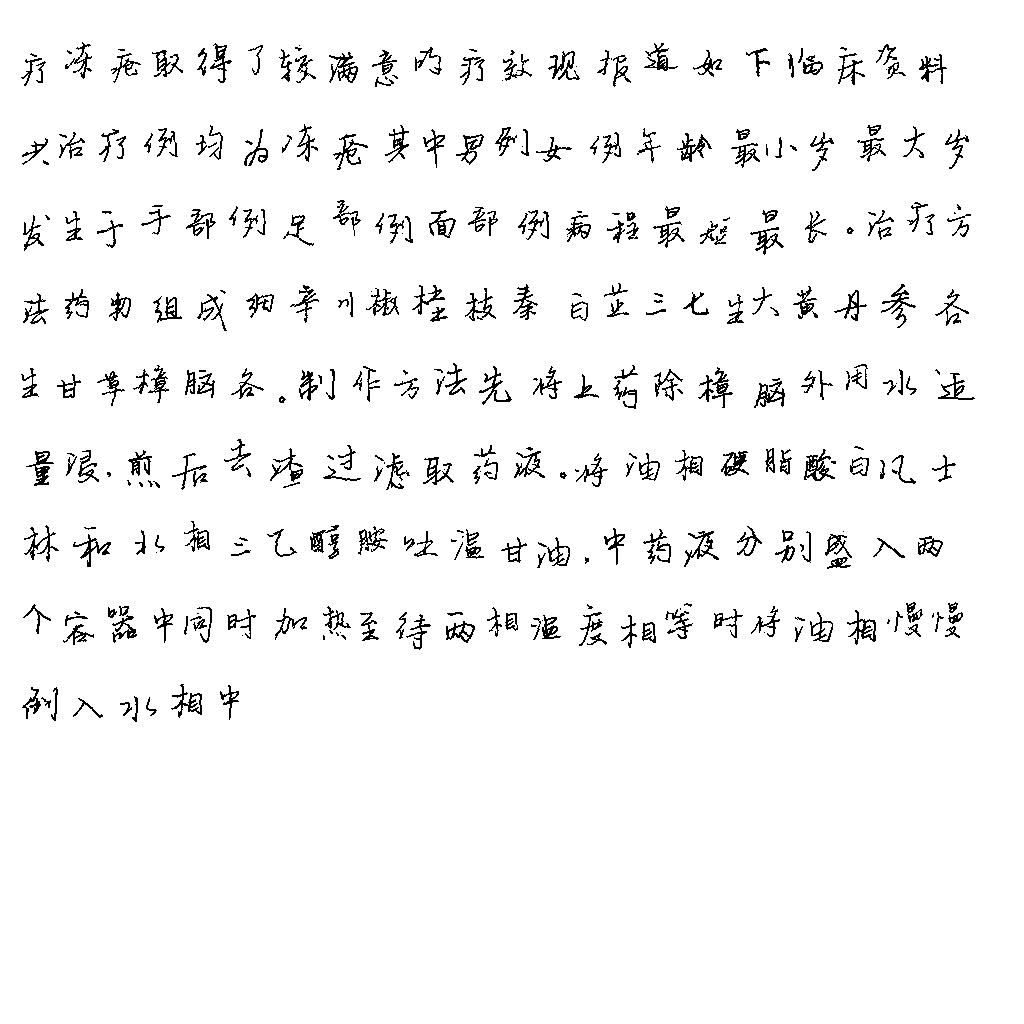 疗冻疮取得了较满意的疗效现报道如下临床资料
共治疗例均为冻疮其中男例女例年龄最小岁最大岁
发生于手部例足部例面部例病程最短最长。治疗方
法药物组成细辛川椒桂枝秦白芷三七生大黄丹参各
生甘草樟脑各。制作方法先将上药除樟脑外用水适
量浸,煎后去渣过滤取药液。将油相硬脂酸白凡士
林和水相三乙醇胺吐温甘油,中药液分别盛入两
个容器中同时加热至待两相温度相等时将油相慢慢
倒入水相中